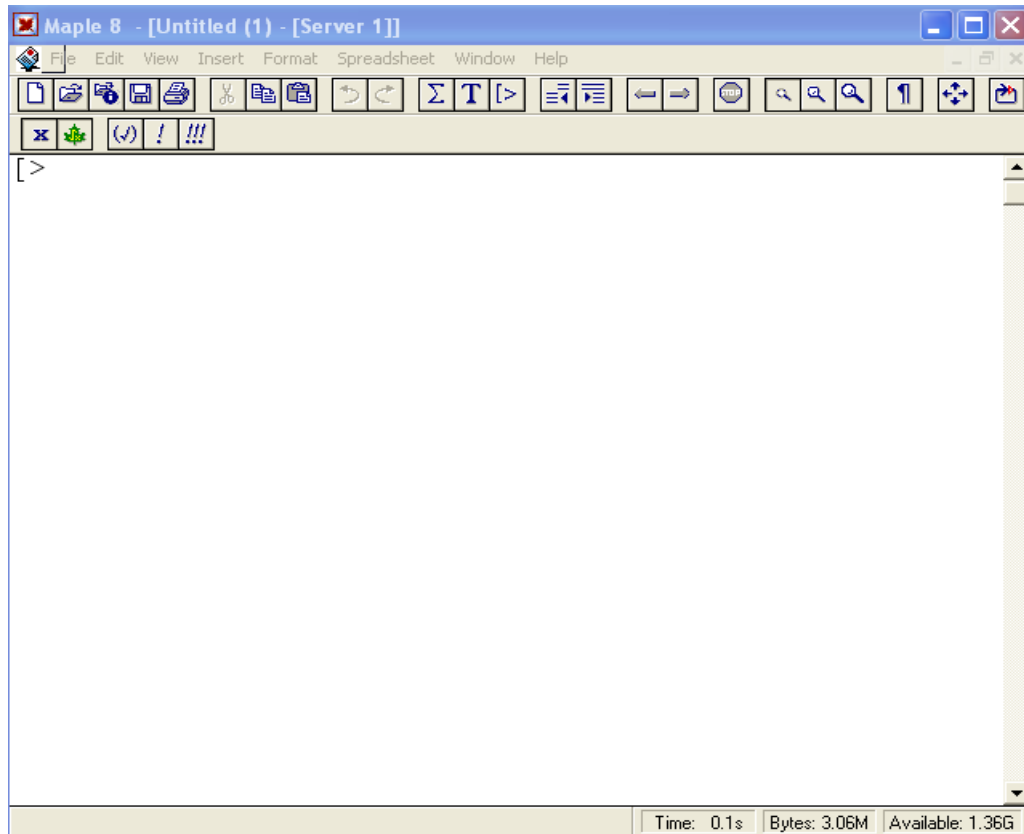 Maple 8 - [Untitled (1) - [Server 1]]
File Edit View Insert Format Spreadsheet Window Help
Σ T [> STOP ¶
x (√) ! !!!
[>
Time: 0.1s Bytes: 3.06M Available: 1.36G